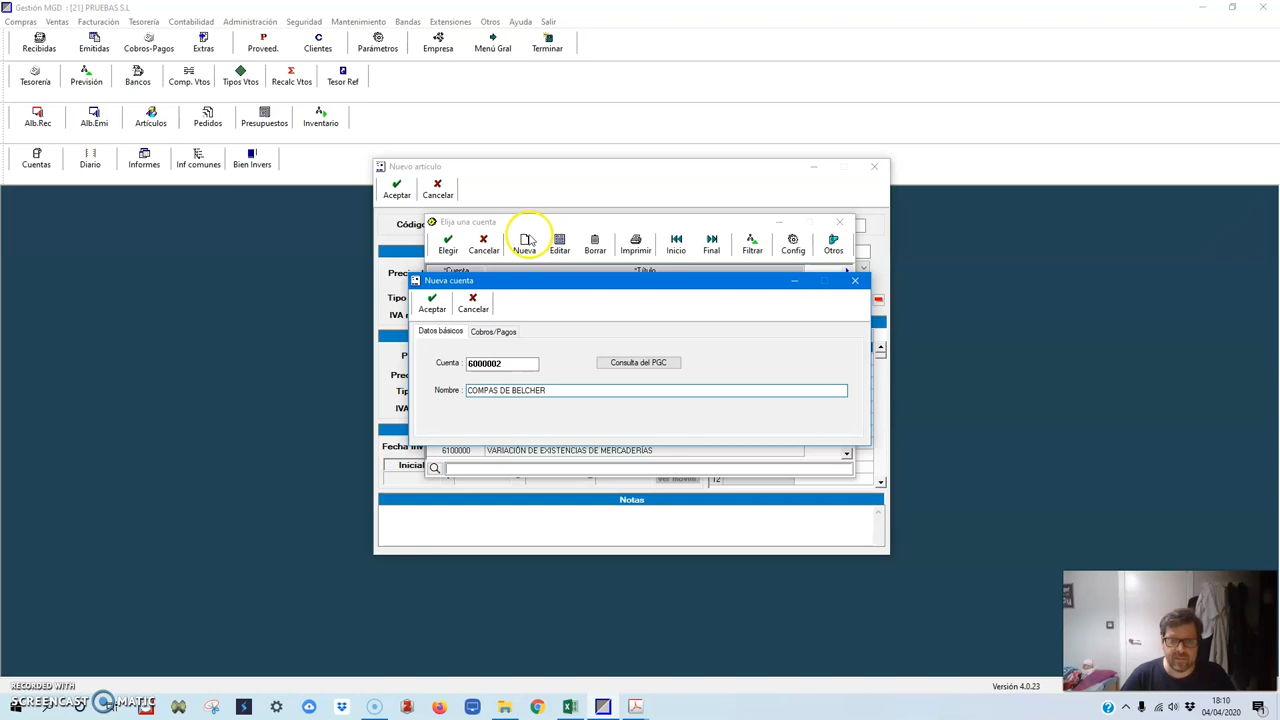 Gestión MGD : [21] PRUEBAS S.L
Compras Ventas Facturación Tesorería Contabilidad Administración Seguridad Mantenimiento Bandas Extensiones Otros Ayuda Salir
Recibidas Emitidas Cobros-Pagos Extras Proveed. Clientes Parámetros Empresa Menú Gral Terminar
Tesorería Previsión Bancos Comp. Vtos Tipos Vtos Recalc Vtos Tesor Ref
Alb.Rec Alb.Emi Artículos Pedidos Presupuestos Inventario
Cuentas Diario Informes Inf comunes Bien Invers
Nuevo artículo
Aceptar Cancelar
Elija una cuenta
Elegir Cancelar Nueva Editar Borrar Imprimir Inicio Final Filtrar Config Otros
Nueva cuenta
Aceptar Cancelar
Datos básicos Cobros/Pagos
Cuenta : 6000002 Consulta del PGC
Nombre : COMPAS DE BELCHER
6100000 VARIACIÓN DE EXISTENCIAS DE MERCADERÍAS
Inicial
12
Notas
Versión 4.0.23
RECORDED WITH
SCREENCAST MATIC
18:10
04/04/2020